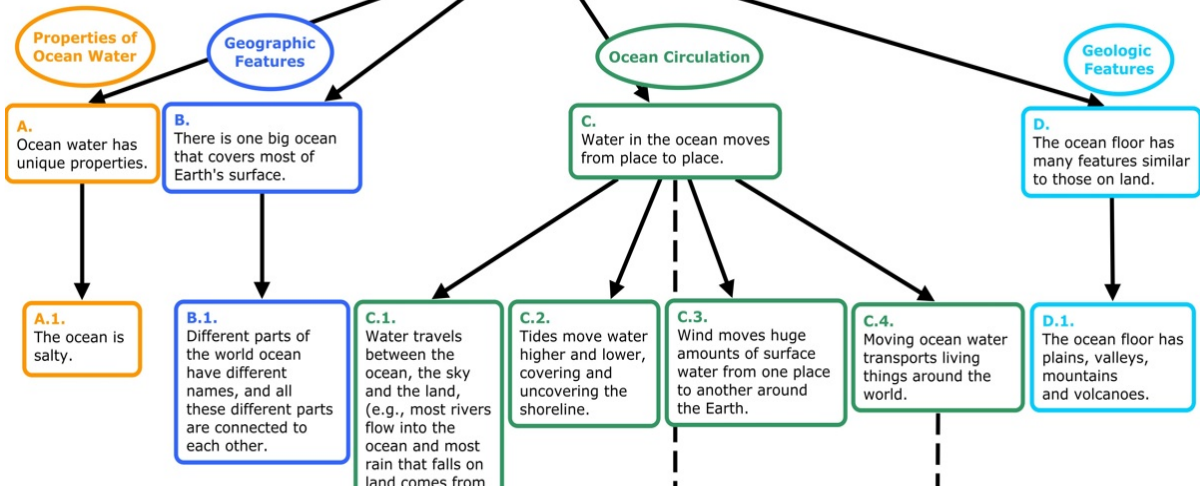 Properties of
Ocean Water
Geographic
Features
Ocean Circulation
Geologic
Features
A.
Ocean water has
unique properties.
B.
There is one big ocean
that covers most of
Earth's surface.
C.
Water in the ocean moves
from place to place.
D.
The ocean floor has
many features similar
to those on land.
A.1.
The ocean is
salty.
B.1.
Different parts of
the world ocean
have different
names, and all
these different parts
are connected to
each other.
C.1.
Water travels
between the
ocean, the sky
and the land,
(e.g., most rivers
flow into the
ocean and most
rain that falls on
land comes from
C.2.
Tides move water
higher and lower,
covering and
uncovering the
shoreline.
C.3.
Wind moves huge
amounts of surface
water from one place
to another around
the Earth.
C.4.
Moving ocean water
transports living
things around the
world.
D.1.
The ocean floor has
plains, valleys,
mountains
and volcanoes.